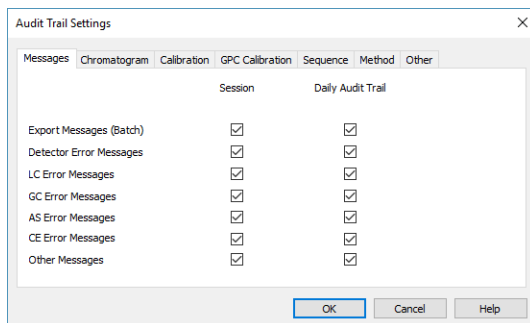 Audit Trail Settings
Messages Chromatogram Calibration GPC Calibration Sequence Method Other
Session Daily Audit Trail
Export Messages (Batch)
Detector Error Messages
LC Error Messages
GC Error Messages
AS Error Messages
CE Error Messages
Other Messages
OK Cancel Help